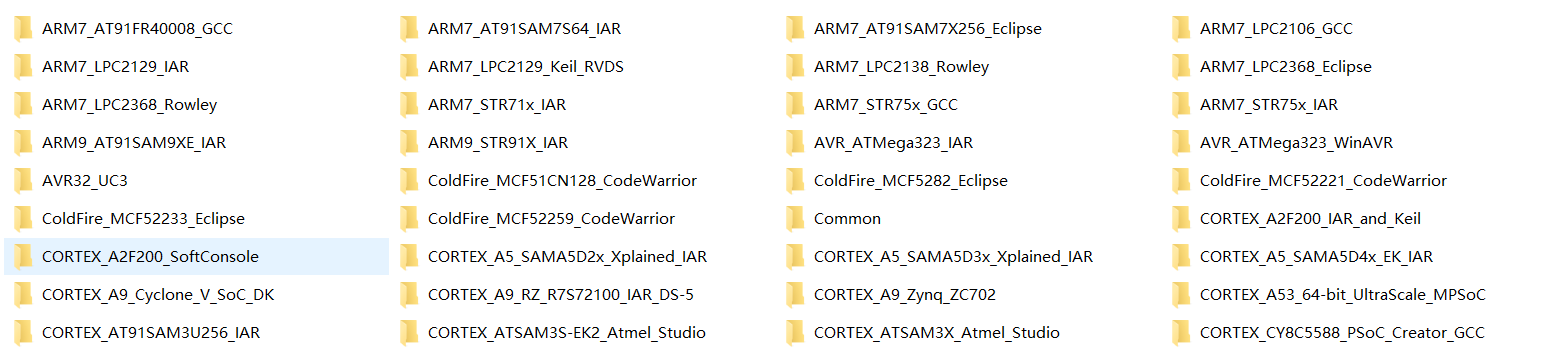 ARM7_AT91FR40008_GCC
ARM7_AT91SAM7S64_IAR
ARM7_AT91SAM7X256_Eclipse
ARM7_LPC2106_GCC
ARM7_LPC2129_IAR
ARM7_LPC2129_Keil_RVDS
ARM7_LPC2138_Rowley
ARM7_LPC2368_Eclipse
ARM7_LPC2368_Rowley
ARM7_STR71x_IAR
ARM7_STR75x_GCC
ARM7_STR75x_IAR
ARM9_AT91SAM9XE_IAR
ARM9_STR91X_IAR
AVR_ATMega323_IAR
AVR_ATMega323_WinAVR
AVR32_UC3
ColdFire_MCF51CN128_CodeWarrior
ColdFire_MCF5282_Eclipse
ColdFire_MCF52221_CodeWarrior
ColdFire_MCF52233_Eclipse
ColdFire_MCF52259_CodeWarrior
Common
CORTEX_A2F200_IAR_and_Keil
CORTEX_A2F200_SoftConsole
CORTEX_A5_SAMA5D2x_Xplained_IAR
CORTEX_A5_SAMA5D3x_Xplained_IAR
CORTEX_A5_SAMA5D4x_EK_IAR
CORTEX_A9_Cyclone_V_SoC_DK
CORTEX_A9_RZ_R7S72100_IAR_DS-5
CORTEX_A9_Zynq_ZC702
CORTEX_A53_64-bit_UltraScale_MPSoC
CORTEX_AT91SAM3U256_IAR
CORTEX_ATSAM3S-EK2_Atmel_Studio
CORTEX_ATSAM3X_Atmel_Studio
CORTEX_CY8C5588_PSoC_Creator_GCC